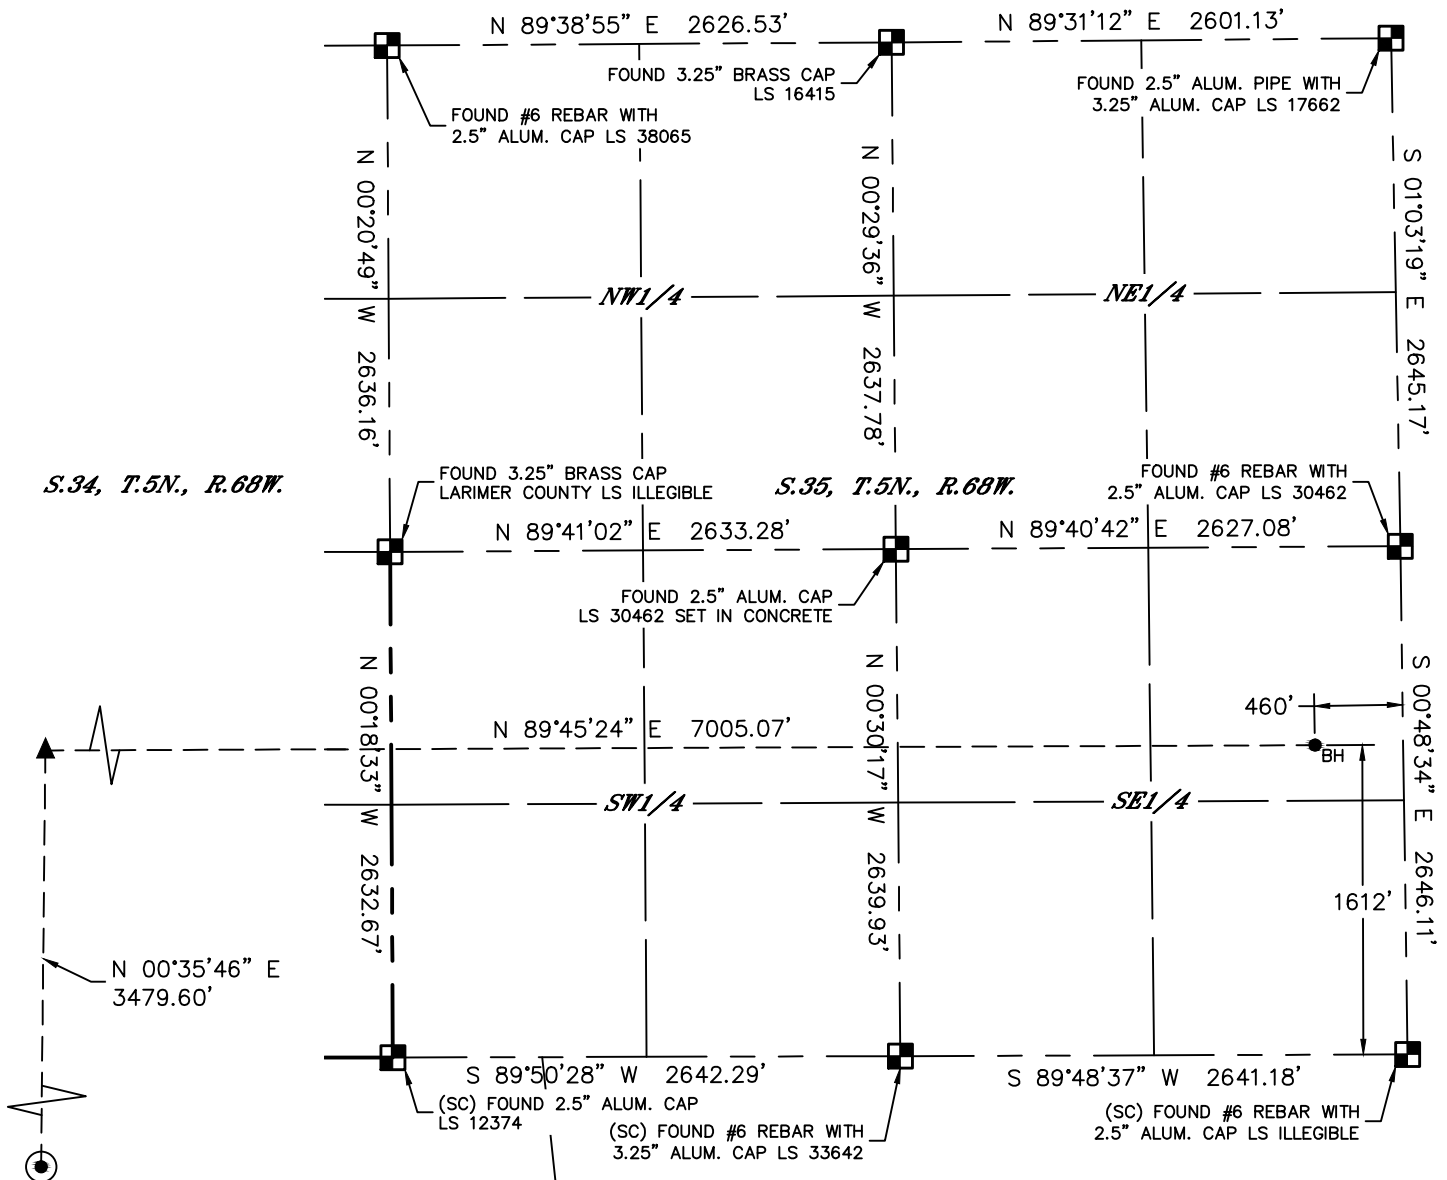 N 89°38'55" E 2626.53'
N 89°31'12" E 2601.13'
FOUND 3.25" BRASS CAP
LS 16415
FOUND 2.5" ALUM. PIPE WITH
3.25" ALUM. CAP LS 17662
FOUND #6 REBAR WITH
2.5" ALUM. CAP LS 38065
N 00°20'49" W 2636.16'
N 00°29'36" W 2637.78'
S 01°03'19" E 2645.17'
NW1/4
NE1/4
S.34, T.5N., R.68W.
FOUND 3.25" BRASS CAP
LARIMER COUNTY LS ILLEGIBLE
S.35, T.5N., R.68W.
FOUND #6 REBAR WITH
2.5" ALUM. CAP LS 30462
N 89°41'02" E 2633.28'
N 89°40'42" E 2627.08'
FOUND 2.5" ALUM. CAP
LS 30462 SET IN CONCRETE
N 00°18'33" W 2632.67'
N 00°30'17" W 2639.93'
S 00°48'34" E 2646.11'
460'
N 89°45'24" E 7005.07'
BH
SW1/4
SE1/4
1612'
N 00°35'46" E
3479.60'
S 89°50'28" W 2642.29'
S 89°48'37" W 2641.18'
(SC) FOUND 2.5" ALUM. CAP
LS 12374
(SC) FOUND #6 REBAR WITH
3.25" ALUM. CAP LS 33642
(SC) FOUND #6 REBAR WITH
2.5" ALUM. CAP LS ILLEGIBLE